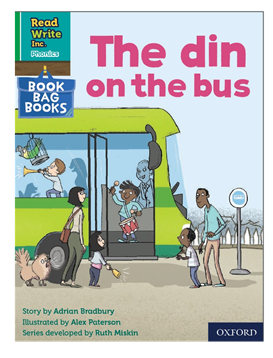 Read
Write
Inc.
Phonics
BOOK
BAG
BOOKS
The din
on the bus
Story by Adrian Bradbury
Illustrated by Alex Paterson
Series developed by Ruth Miskin
OXFORD